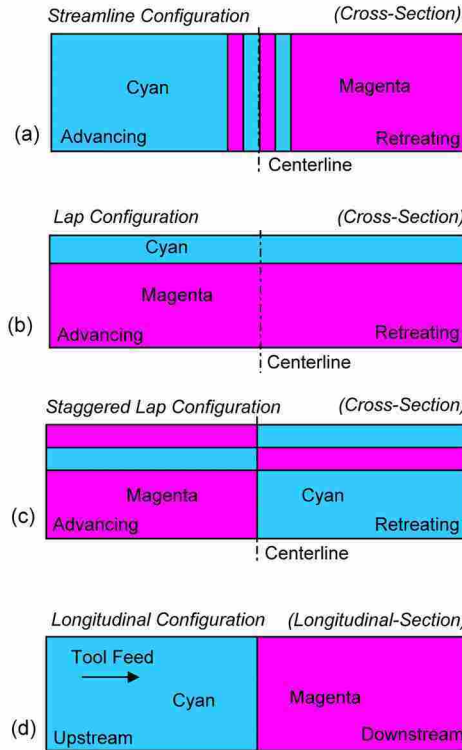 Streamline Configuration (Cross-Section)
Cyan Magenta
(a)
Advancing Retreating
Centerline
Lap Configuration (Cross-Section)
Cyan
Magenta
(b)
Advancing Retreating
Centerline
Staggered Lap Configuration (Cross-Section)
Magenta Cyan
(c)
Advancing Retreating
Centerline
Longitudinal Configuration (Longitudinal-Section)
Tool Feed
Cyan Magenta
(d)
Upstream Downstream